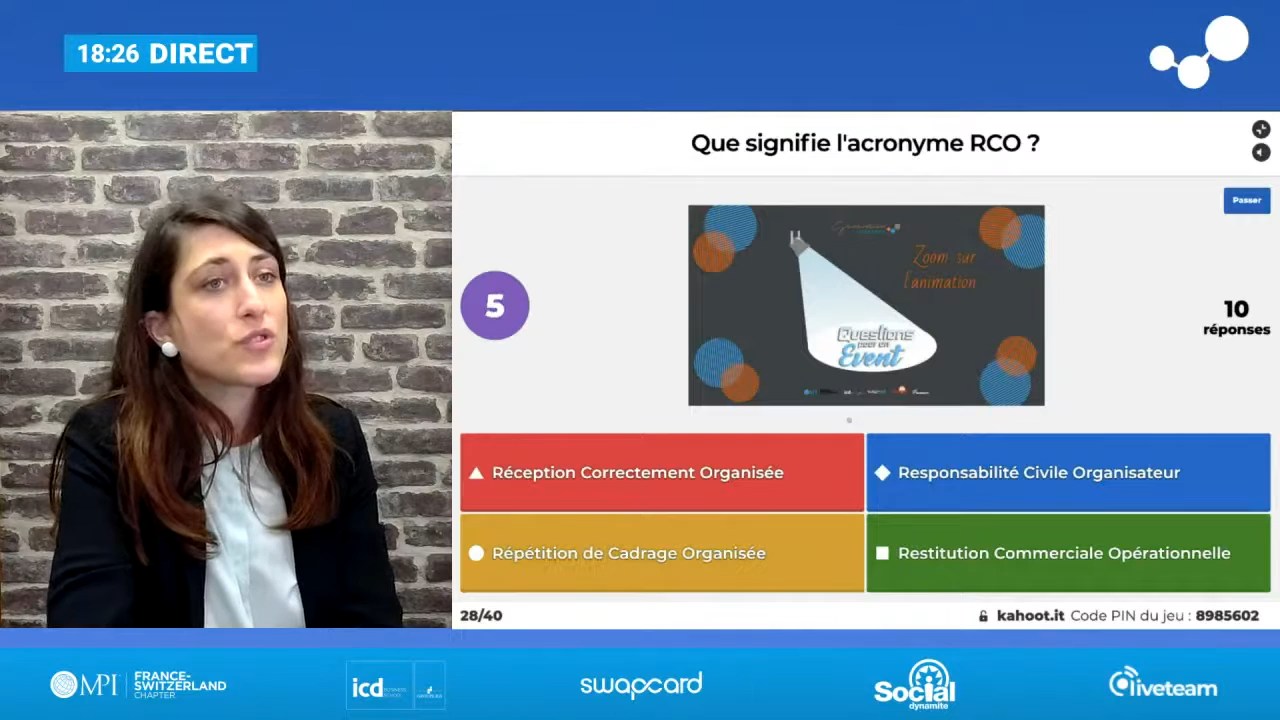 18:26 DIRECT
Que signifie l'acronyme RCO ?
Passer
5
Zoom sur
l'animation
Questions
pour un
Event
10
réponses
Réception Correctement Organisée
Responsabilité Civile Organisateur
Répétition de Cadrage Organisée
Restitution Commerciale Opérationnelle
28/40
kahoot.it Code PIN du jeu : 8985602
MPI FRANCE-
SWITZERLAND
CHAPTER
icd
swapcard
Social
dynamite
liveteam